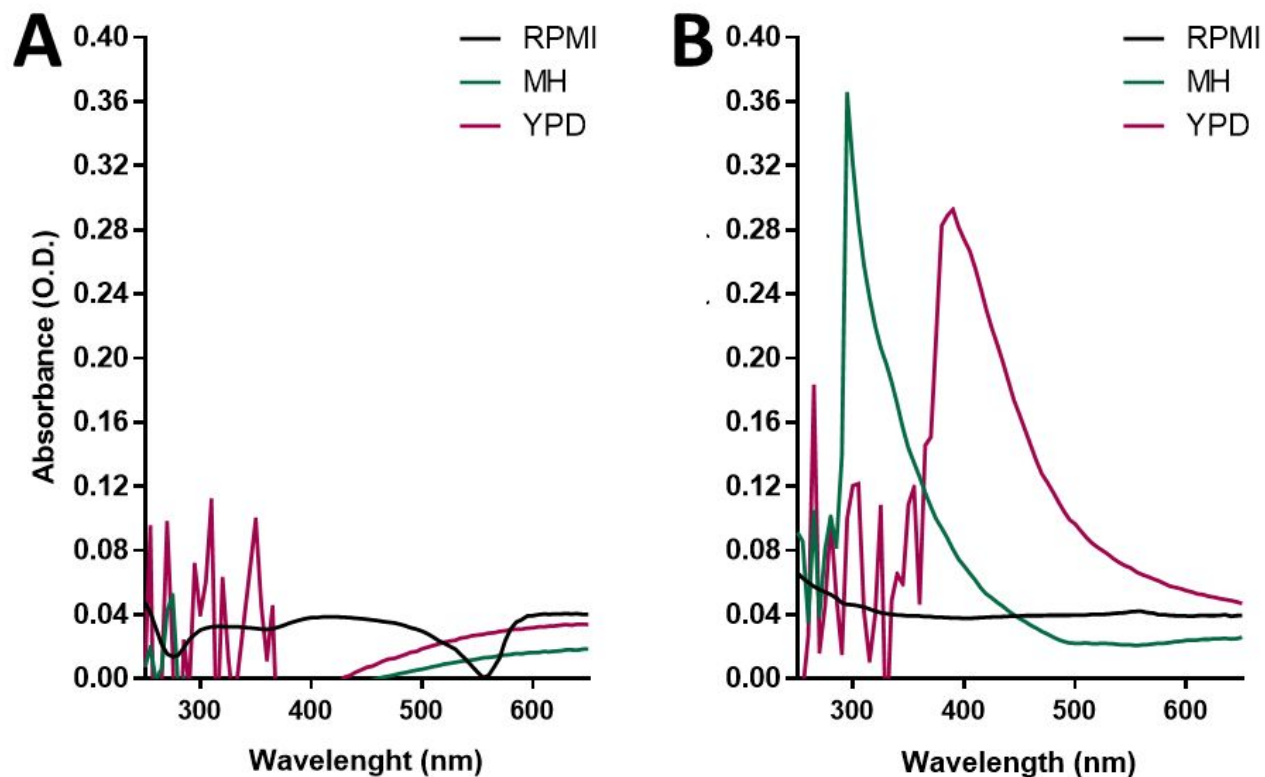 A
0.40
0.36
0.32
0.28
0.24
0.20
0.16
0.12
0.08
0.04
0.00
Absorbance (O.D.)
RPMI
MH
YPD
300 400 500 600
Wavelenght (nm)
B
0.40
0.36
0.32
0.28
0.24
0.20
0.16
0.12
0.08
0.04
0.00
RPMI
MH
YPD
300 400 500 600
Wavelength (nm)